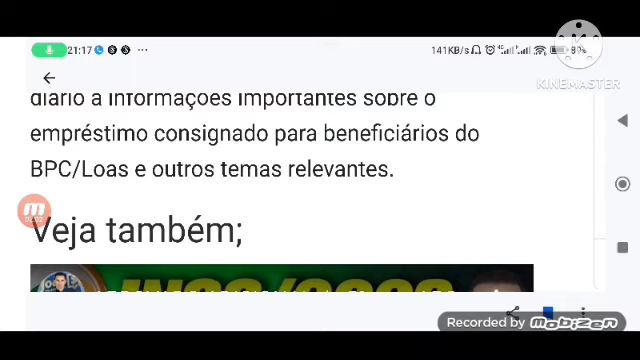 21:17
141KB/s
KINEMASTER
diário a informações importantes sobre o
empréstimo consignado para beneficiários do
BPC/Loas e outros temas relevantes.
Veja também;
Recorded by mobizen